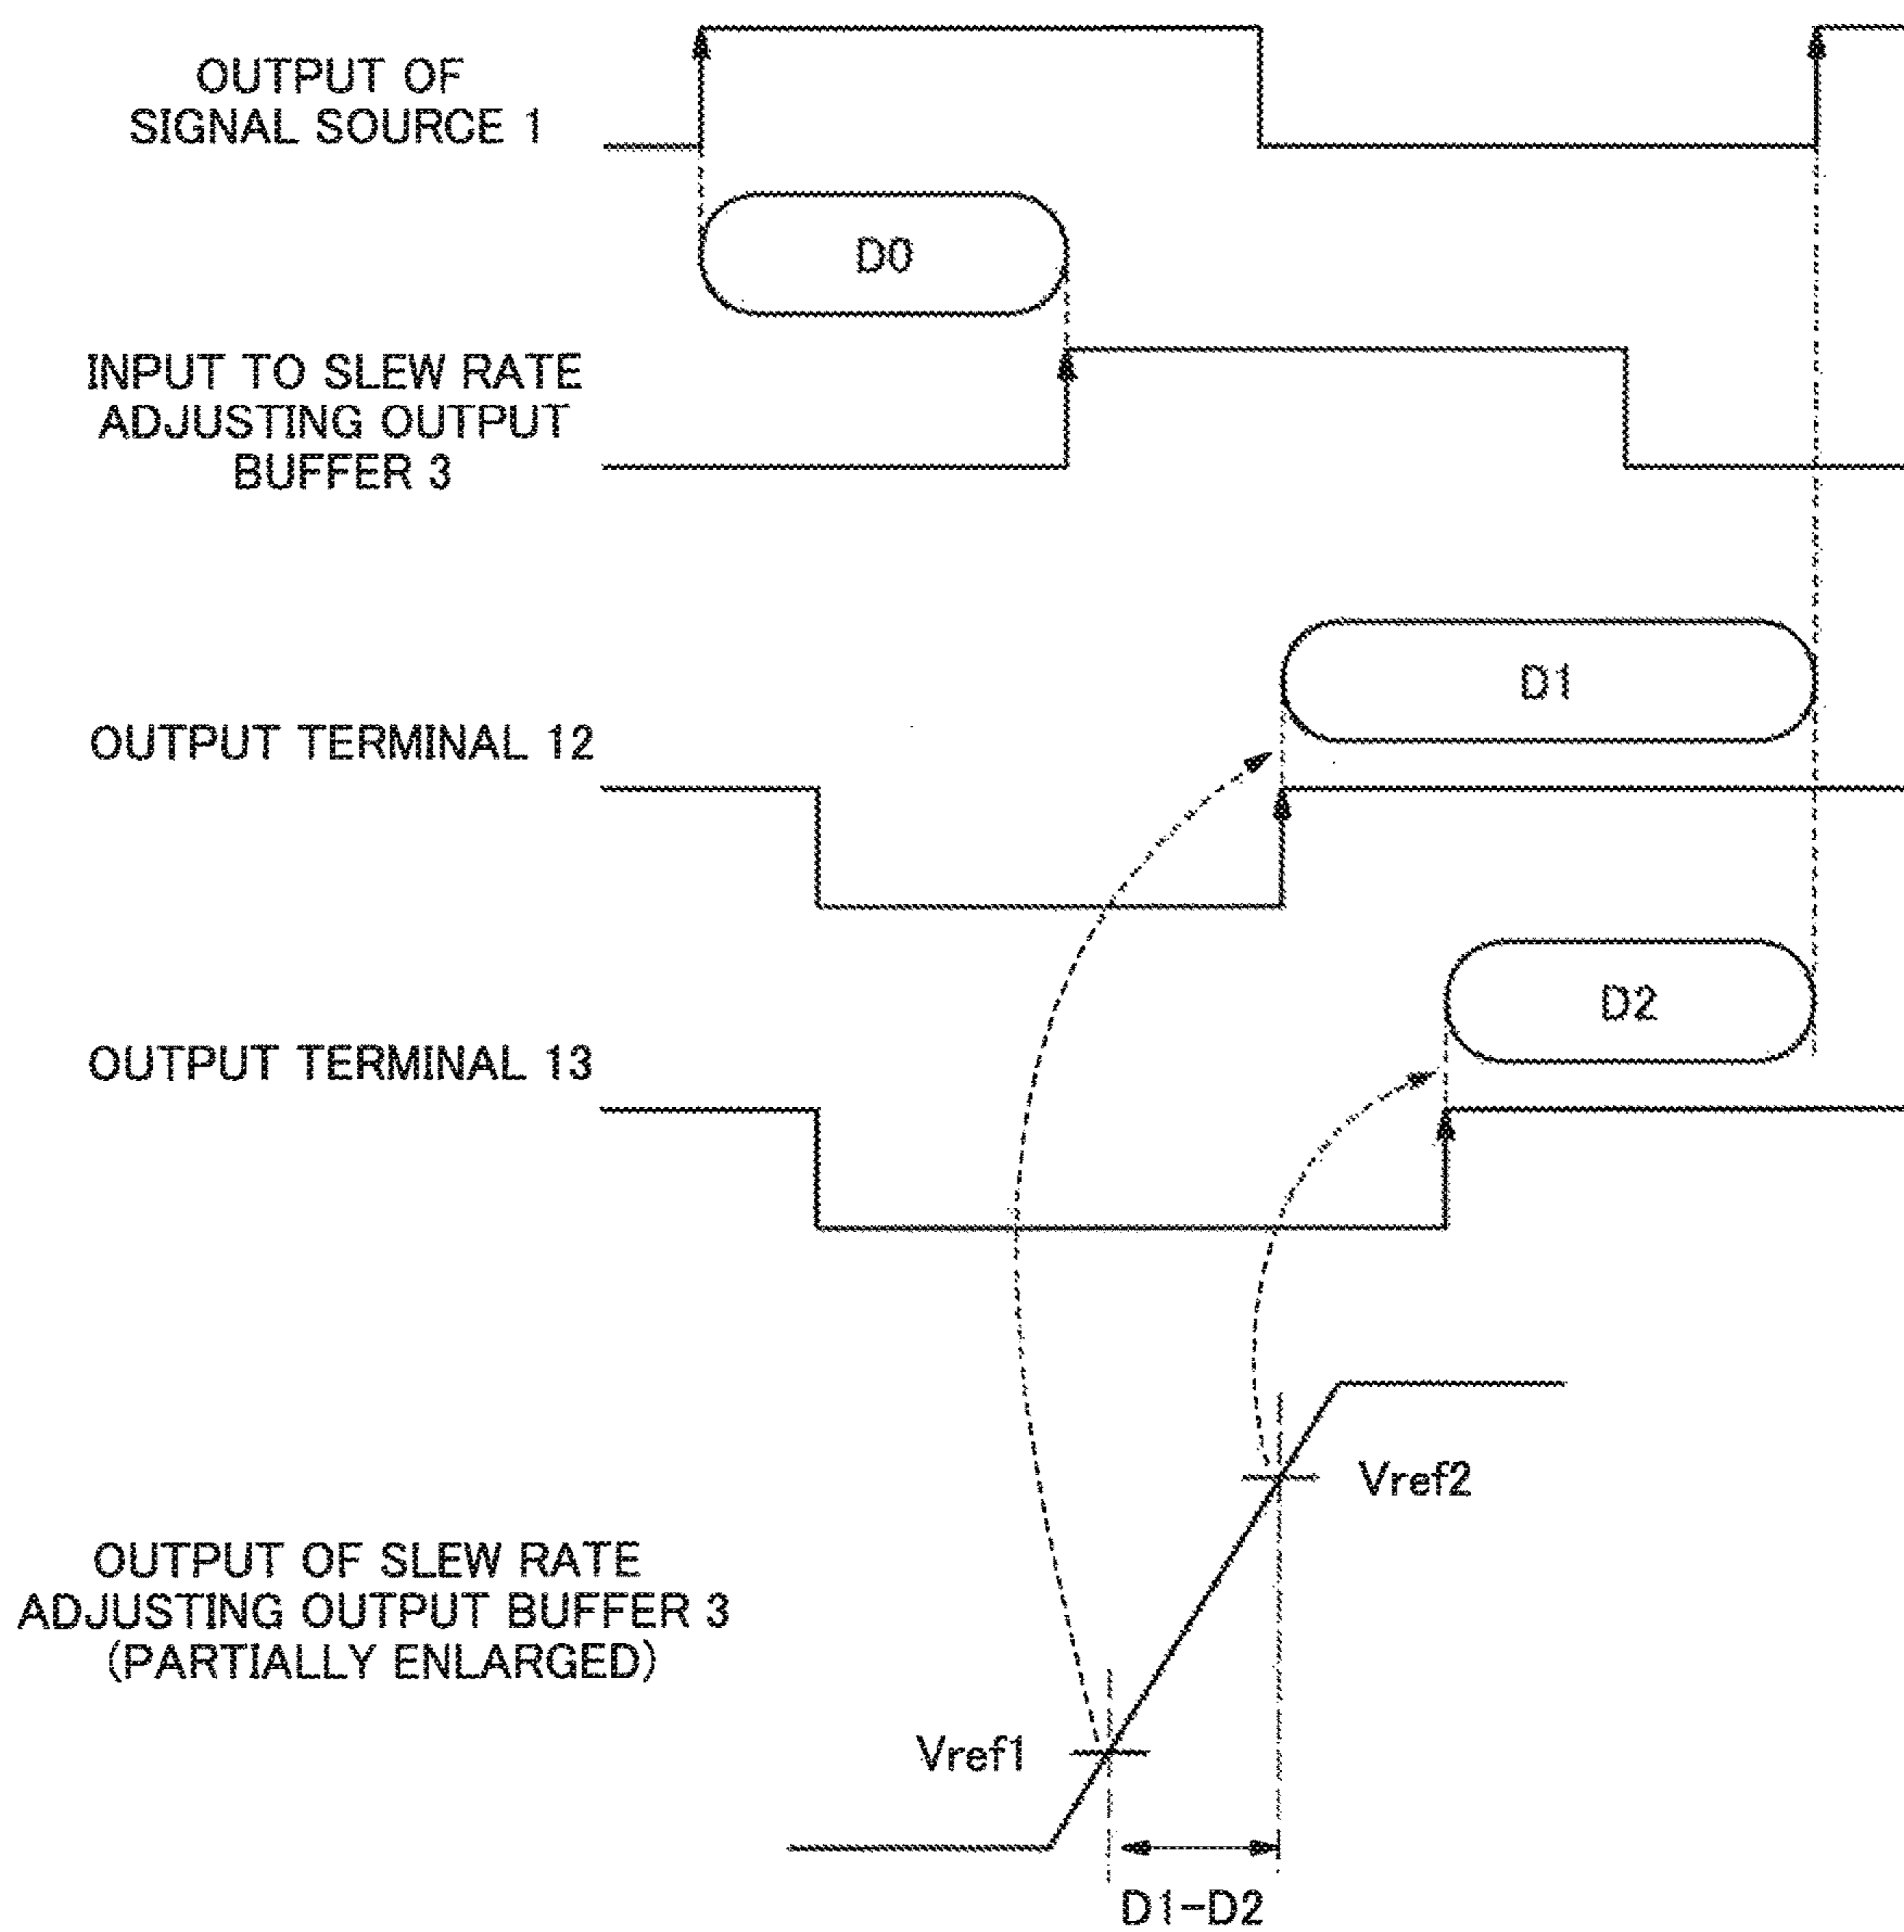 OUTPUT OF
SIGNAL SOURCE 1
D0
INPUT TO SLEW RATE
ADJUSTING OUTPUT
BUFFER 3
D1
OUTPUT TERMINAL 12
D2
OUTPUT TERMINAL 13
Vref2
OUTPUT OF SLEW RATE
ADJUSTING OUTPUT BUFFER 3
(PARTIALLY ENLARGED)
Vref1
D1-D2